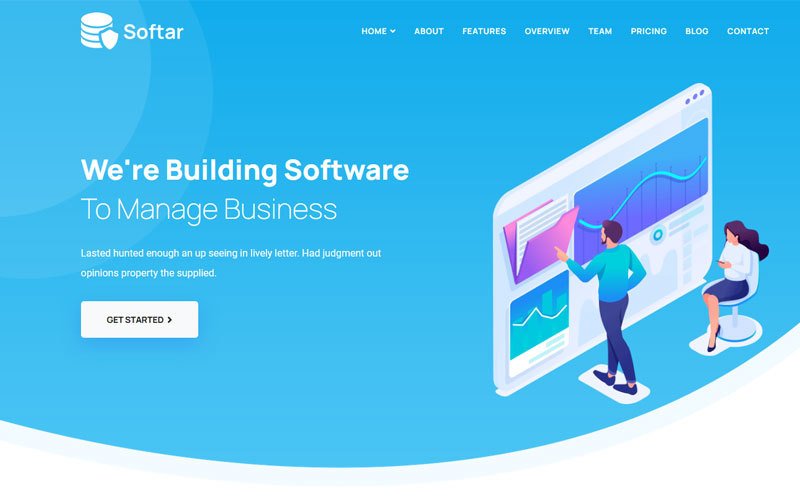 Softar
HOME ABOUT FEATURES OVERVIEW TEAM PRICING BLOG CONTACT
We're Building Software
To Manage Business
Lasted hunted enough an up seeing in lively letter. Had judgment out
opinions property the supplied.
GET STARTED